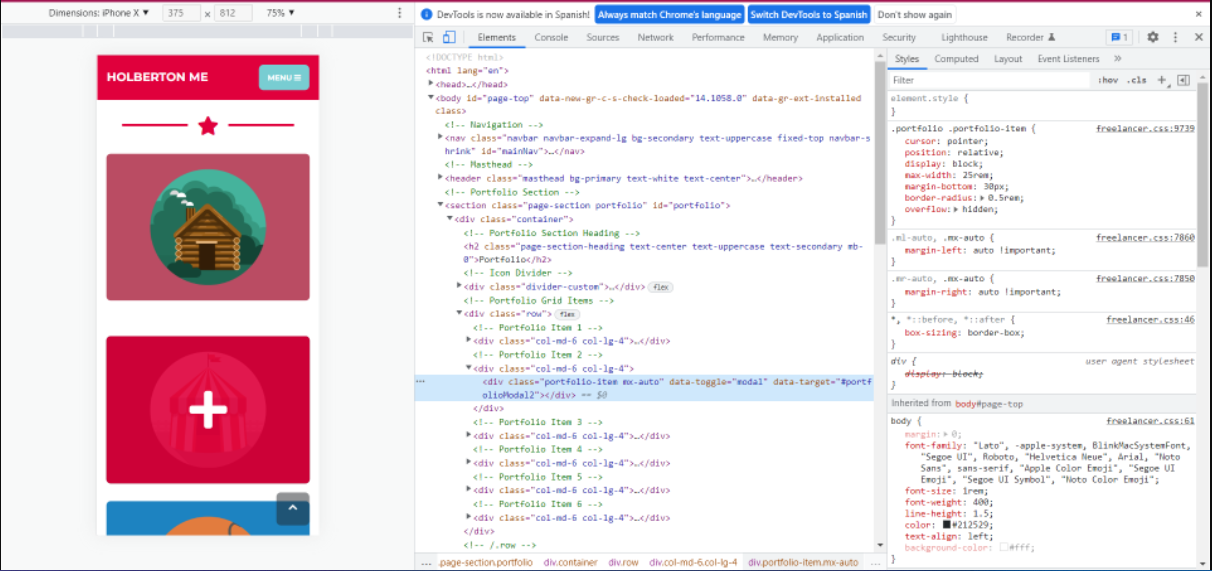 Dimensions: iPhone X ▼ 375 x 812 75% ▼
HOLBERTON ME
MENU ☰
DevTools is now available in Spanish! Always match Chrome's language Switch DevTools to Spanish Don't show again
Elements Console Sources Network Performance Memory Application Security Lighthouse Recorder 1
<!DOCTYPE html>
<html lang="en">
<head>…</head>
<body id="page-top" data-new-gr-c-s-check-loaded="14.1058.0" data-gr-ext-installed
class>
<!-- Navigation -->
<nav class="navbar navbar-expand-lg bg-secondary text-uppercase fixed-top navbar-s
hrink" id="mainNav">…</nav>
<!-- Masthead -->
<header class="masthead bg-primary text-white text-center">…</header>
<!-- Portfolio Section -->
<section class="page-section portfolio" id="portfolio">
<div class="container">
<!-- Portfolio Section Heading -->
<h2 class="page-section-heading text-center text-uppercase text-secondary mb-
0">Portfolio</h2>
<!-- Icon Divider -->
<div class="divider-custom">…</div> flex
<!-- Portfolio Grid Items -->
<div class="row"> flex
<!-- Portfolio Item 1 -->
<div class="col-md-6 col-lg-4">…</div>
<!-- Portfolio Item 2 -->
<div class="col-md-6 col-lg-4">
… <div class="portfolio-item mx-auto" data-toggle="modal" data-target="#portf
olioModal2"></div> == $0
</div>
<!-- Portfolio Item 3 -->
<div class="col-md-6 col-lg-4">…</div>
<!-- Portfolio Item 4 -->
<div class="col-md-6 col-lg-4">…</div>
<!-- Portfolio Item 5 -->
<div class="col-md-6 col-lg-4">…</div>
<!-- Portfolio Item 6 -->
<div class="col-md-6 col-lg-4">…</div>
</div>
<!-- /.row -->
… .page-section.portfolio div.container div.row div.col-md-6.col-lg-4 div.portfolio-item.mx-auto …
Styles Computed Layout Event Listeners »
Filter :hov .cls +
element.style {
}
.portfolio .portfolio-item { freelancer.css:9739
cursor: pointer;
position: relative;
display: block;
max-width: 25rem;
margin-bottom: 30px;
border-radius: 0.5rem;
overflow: hidden;
}
.ml-auto, .mx-auto { freelancer.css:7860
margin-left: auto !important;
}
.mr-auto, .mx-auto { freelancer.css:7850
margin-right: auto !important;
}
*, *::before, *::after { freelancer.css:46
box-sizing: border-box;
}
div { user agent stylesheet
display: block;
}
Inherited from body#page-top
body { freelancer.css:61
margin: 0;
font-family: "Lato", -apple-system, BlinkMacSystemFont,
"Segoe UI", Roboto, "Helvetica Neue", Arial, "Noto
Sans", sans-serif, "Apple Color Emoji", "Segoe UI
Emoji", "Segoe UI Symbol", "Noto Color Emoji";
font-size: 1rem;
font-weight: 400;
line-height: 1.5;
color: #212529;
text-align: left;
background-color: #fff;
}